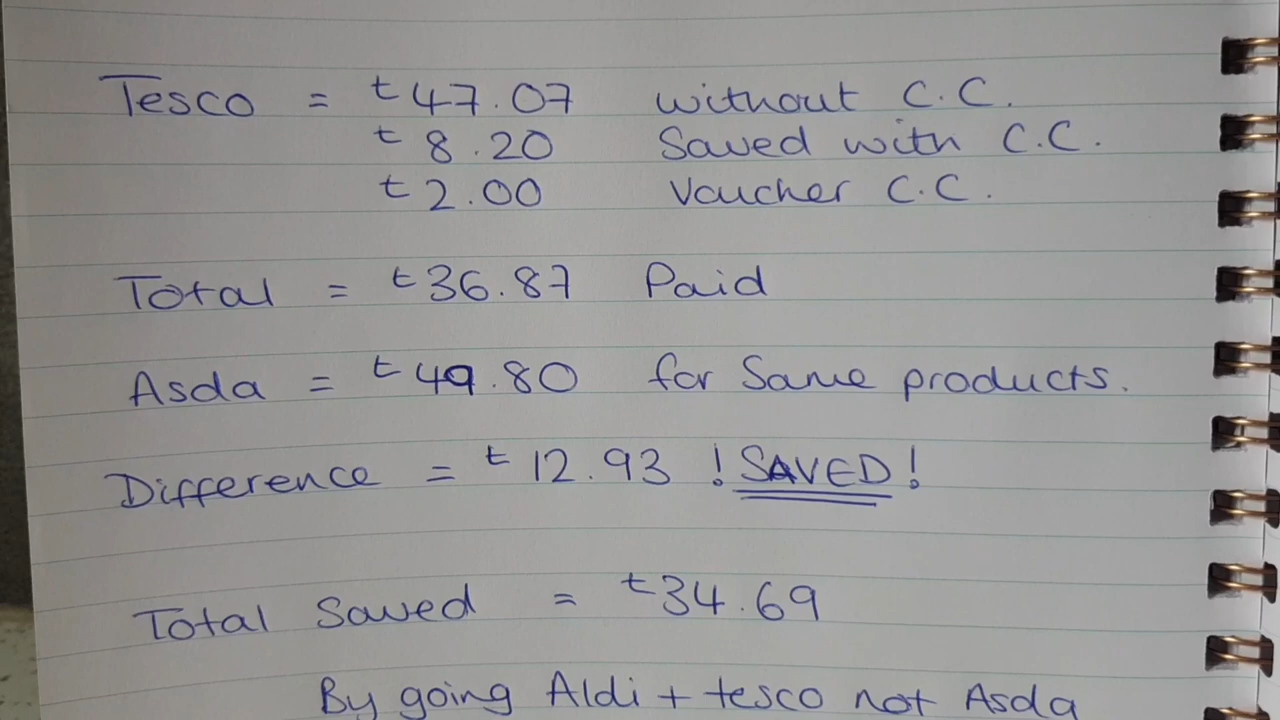 Tesco = £47.07 without C.C.
£8.20 Saved with C.C.
£2.00 Voucher C.C.
Total = £36.87 Paid
Asda = £49.80 for Same products.
Difference = £12.93 !SAVED!
Total Saved = £34.69
By going Aldi + tesco not Asda